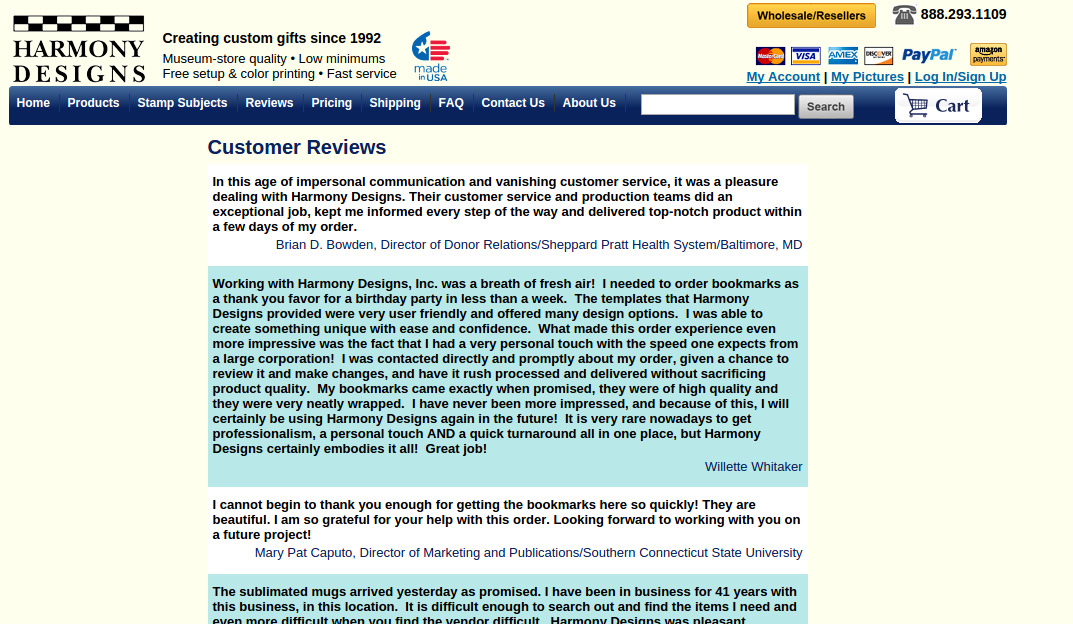 Wholesale/Resellers
888.293.1109
HARMONY
DESIGNS
Creating custom gifts since 1992
Museum-store quality • Low minimums
Free setup & color printing • Fast service
made
in USA
MasterCard VISA AMEX DISCOVER PayPal amazon
payments
My Account | My Pictures | Log In/Sign Up
Home Products Stamp Subjects Reviews Pricing Shipping FAQ Contact Us About Us Search Cart
Customer Reviews
In this age of impersonal communication and vanishing customer service, it was a pleasure
dealing with Harmony Designs. Their customer service and production teams did an
exceptional job, kept me informed every step of the way and delivered top-notch product within
a few days of my order.
Brian D. Bowden, Director of Donor Relations/Sheppard Pratt Health System/Baltimore, MD
Working with Harmony Designs, Inc. was a breath of fresh air!  I needed to order bookmarks as
a thank you favor for a birthday party in less than a week.  The templates that Harmony
Designs provided were very user friendly and offered many design options.  I was able to
create something unique with ease and confidence.  What made this order experience even
more impressive was the fact that I had a very personal touch with the speed one expects from
a large corporation!  I was contacted directly and promptly about my order, given a chance to
review it and make changes, and have it rush processed and delivered without sacrificing
product quality.  My bookmarks came exactly when promised, they were of high quality and
they were very neatly wrapped.  I have never been more impressed, and because of this, I will
certainly be using Harmony Designs again in the future!  It is very rare nowadays to get
professionalism, a personal touch AND a quick turnaround all in one place, but Harmony
Designs certainly embodies it all!  Great job!
Willette Whitaker
I cannot begin to thank you enough for getting the bookmarks here so quickly! They are
beautiful. I am so grateful for your help with this order. Looking forward to working with you on
a future project!
Mary Pat Caputo, Director of Marketing and Publications/Southern Connecticut State University
The sublimated mugs arrived yesterday as promised. I have been in business for 41 years with
this business, in this location.  It is difficult enough to search out and find the items I need and
even more difficult when you find the vendor difficult.  Harmony Designs was pleasant